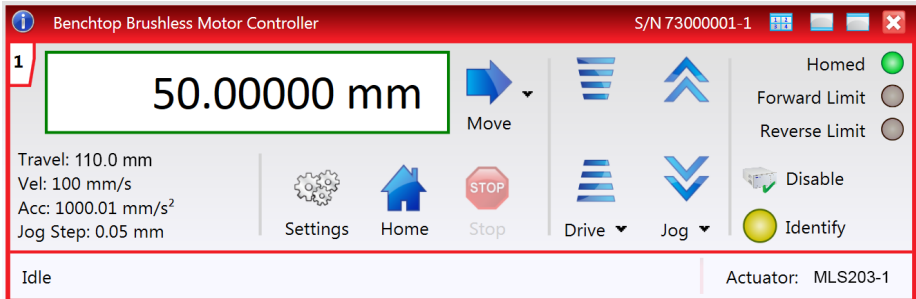 Benchtop Brushless Motor Controller S/N 73000001-1
1
50.00000 mm
Move
Homed
Forward Limit
Reverse Limit
Travel: 110.0 mm
Vel: 100 mm/s
Acc: 1000.01 mm/s²
Jog Step: 0.05 mm
Settings
Home
STOP
Stop
Drive
Jog
Disable
Identify
Idle
Actuator: MLS203-1